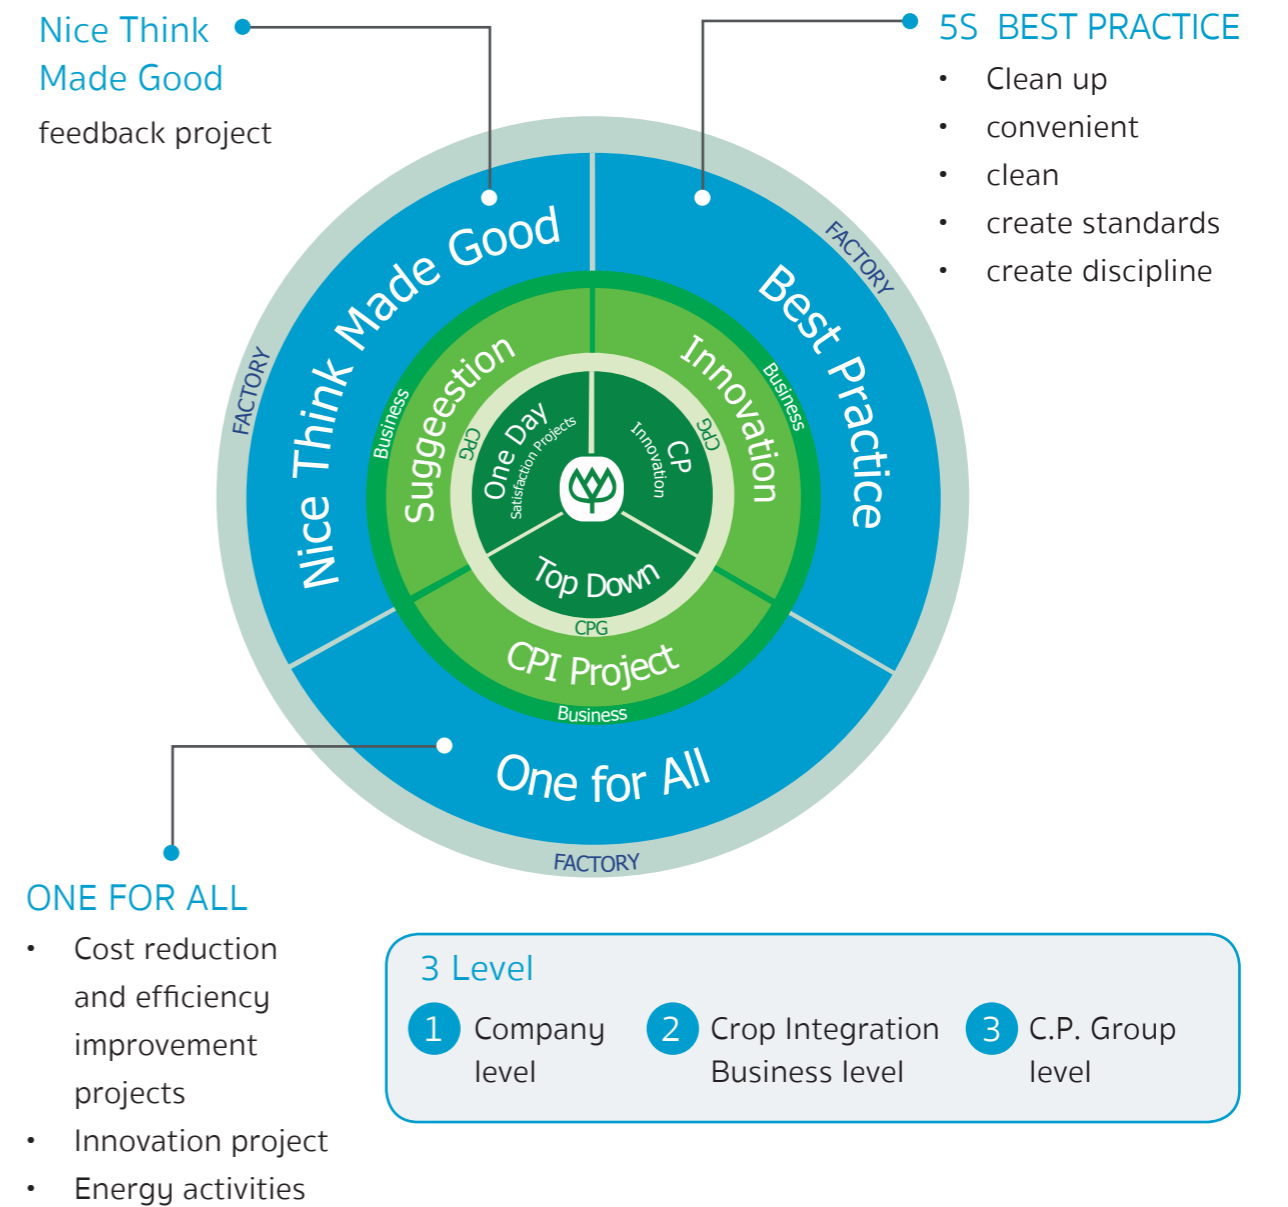 Nice Think
Made Good
feedback project
5S BEST PRACTICE
• Clean up
• convenient
• clean
• create standards
• create discipline
FACTORY
FACTORY
FACTORY
Nice Think Made Good
Best Practice
One for All
Business
Business
Business
Suggeestion
Innovation
CPI Project
CPG
CPG
CPG
One Day
Satisfaction Projects
CP
Innovation
Top Down
ONE FOR ALL
• Cost reduction
and efficiency
improvement
projects
• Innovation project
• Energy activities
3 Level
1 Company
level
2 Crop Integration
Business level
3 C.P. Group
level